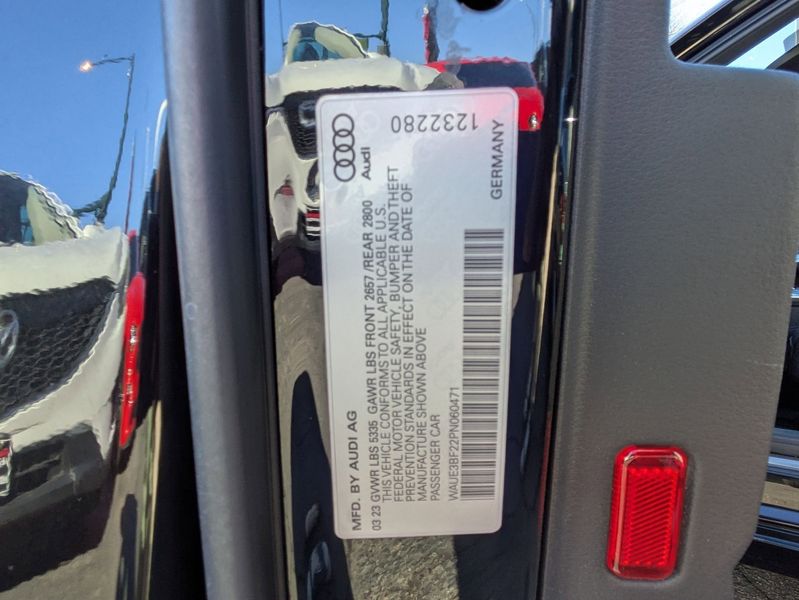 MFD. BY AUDI AG
Audi
03 23 GVWR LBS 5335 GAWR LBS FRONT 2657 /REAR 2800
THIS VEHICLE CONFORMS TO ALL APPLICABLE U.S.
FEDERAL MOTOR VEHICLE SAFETY, BUMPER AND THEFT
PREVENTION STANDARDS IN EFFECT ON THE DATE OF
MANUFACTURE SHOWN ABOVE
PASSENGER CAR
WAUE3BF22PN060471
GERMANY
1232280